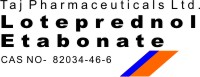 Taj Pharmaceuticals Ltd.
Loteprednol
Etabonate
CAS NO- 82034-46-6